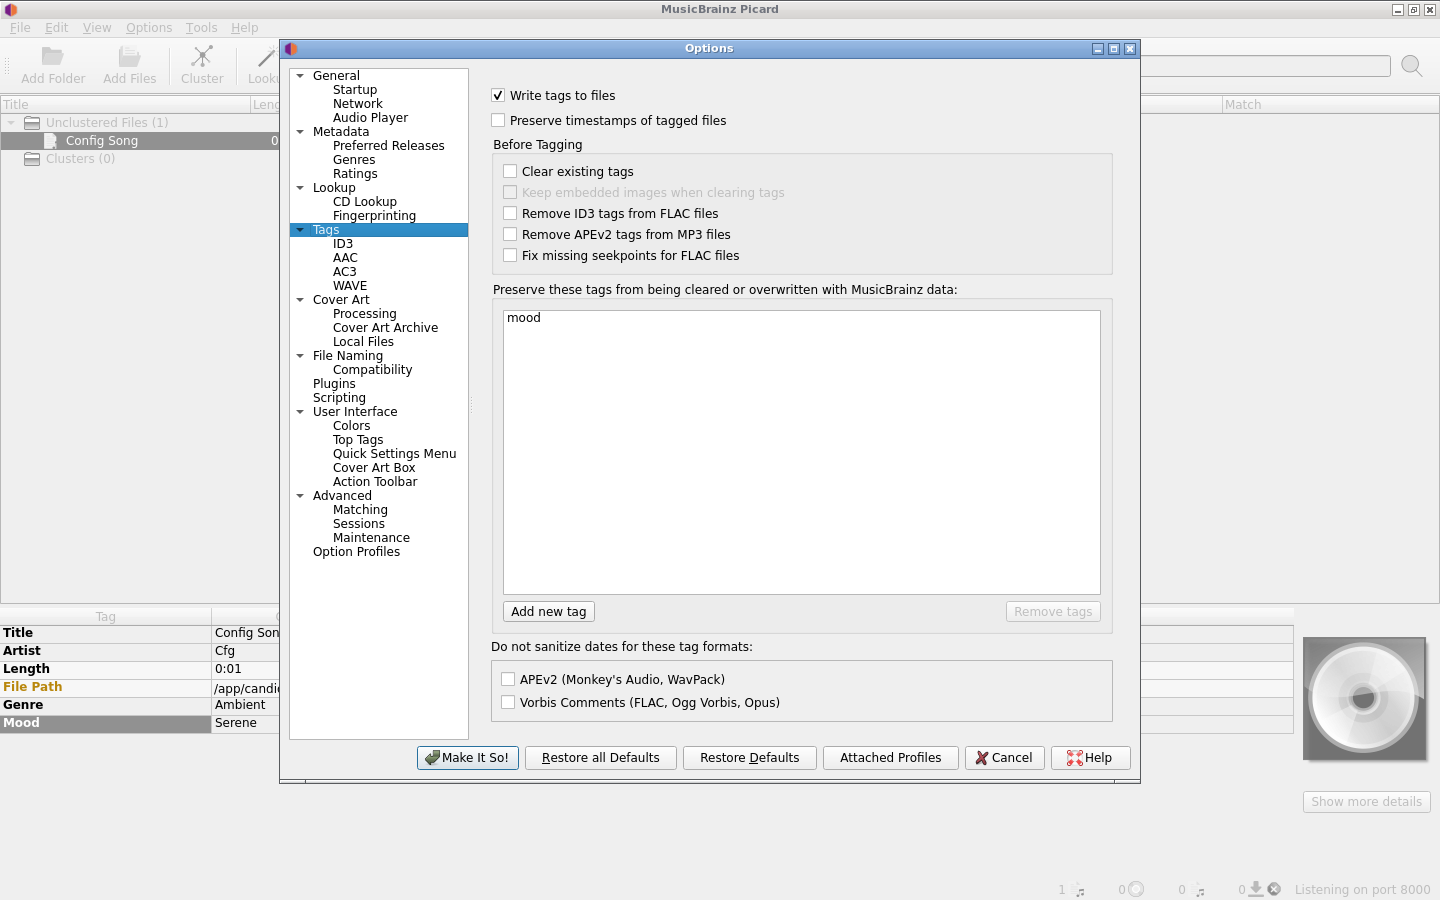 MusicBrainz Picard
File Edit View Options Tools Help
Add Folder Add Files Cluster
Options
Title
Match
Unclustered Files (1)
Config Song 0
Clusters (0)
General
Startup
Network
Audio Player
Metadata
Preferred Releases
Genres
Ratings
Lookup
CD Lookup
Fingerprinting
Tags
ID3
AAC
AC3
WAVE
Cover Art
Processing
Cover Art Archive
Local Files
File Naming
Compatibility
Plugins
Scripting
User Interface
Colors
Top Tags
Quick Settings Menu
Cover Art Box
Action Toolbar
Advanced
Matching
Sessions
Maintenance
Option Profiles
Write tags to files
Preserve timestamps of tagged files
Before Tagging
Clear existing tags
Keep embedded images when clearing tags
Remove ID3 tags from FLAC files
Remove APEv2 tags from MP3 files
Fix missing seekpoints for FLAC files
Preserve these tags from being cleared or overwritten with MusicBrainz data:
mood
Add new tag Remove tags
Do not sanitize dates for these tag formats:
APEv2 (Monkey's Audio, WavPack)
Vorbis Comments (FLAC, Ogg Vorbis, Opus)
Make It So! Restore all Defaults Restore Defaults Attached Profiles Cancel Help
Tag
Title Config Son
Artist Cfg
Length 0:01
File Path /app/candi
Genre Ambient
Mood Serene
Show more details
1 0 0 0 Listening on port 8000